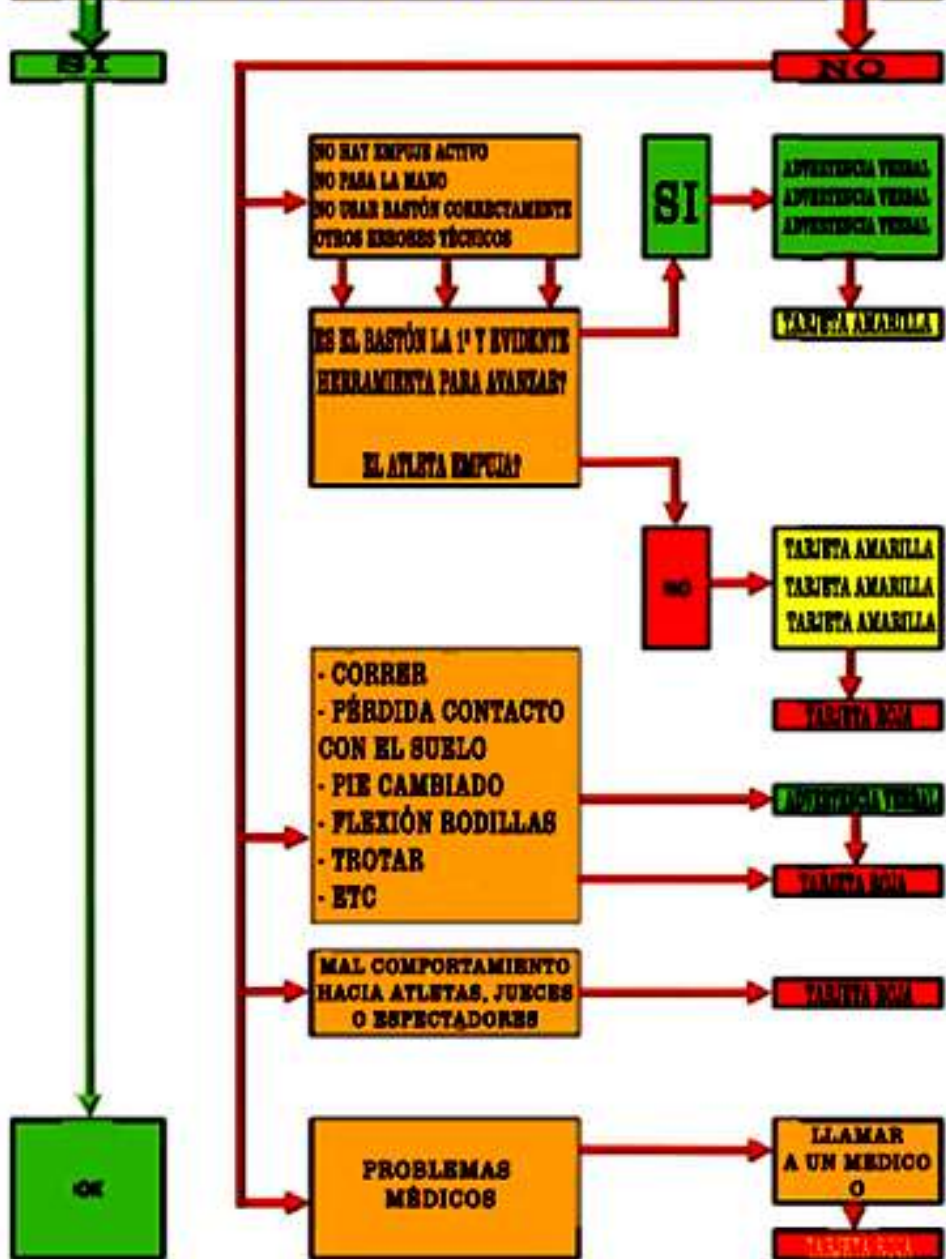 SI
NO
NO HAY EMPUJE ACTIVO
NO PASA LA MANO
NO USAR BASTÓN CORRECTAMENTE
OTROS ERRORES TÉCNICOS
SI
ADVERTENCIA VERBAL
ADVERTENCIA VERBAL
ADVERTENCIA VERBAL
TARJETA AMARILLA
ES EL BASTÓN LA 1ª Y EVIDENTE
HERRAMIENTA PARA AVANZAR?
EL ATLETA EMPUJA?
NO
TARJETA AMARILLA
TARJETA AMARILLA
TARJETA AMARILLA
TARJETA ROJA
- CORRER
- PÉRDIDA CONTACTO
CON EL SUELO
- PIE CAMBIADO
- FLEXIÓN RODILLAS
- TROTAR
- ETC
ADVERTENCIA VERBAL
TARJETA ROJA
MAL COMPORTAMIENTO
HACIA ATLETAS, JUECES
O ESPECTADORES
TARJETA ROJA
PROBLEMAS
MÉDICOS
LLAMAR
A UN MEDICO
O
TARJETA ROJA